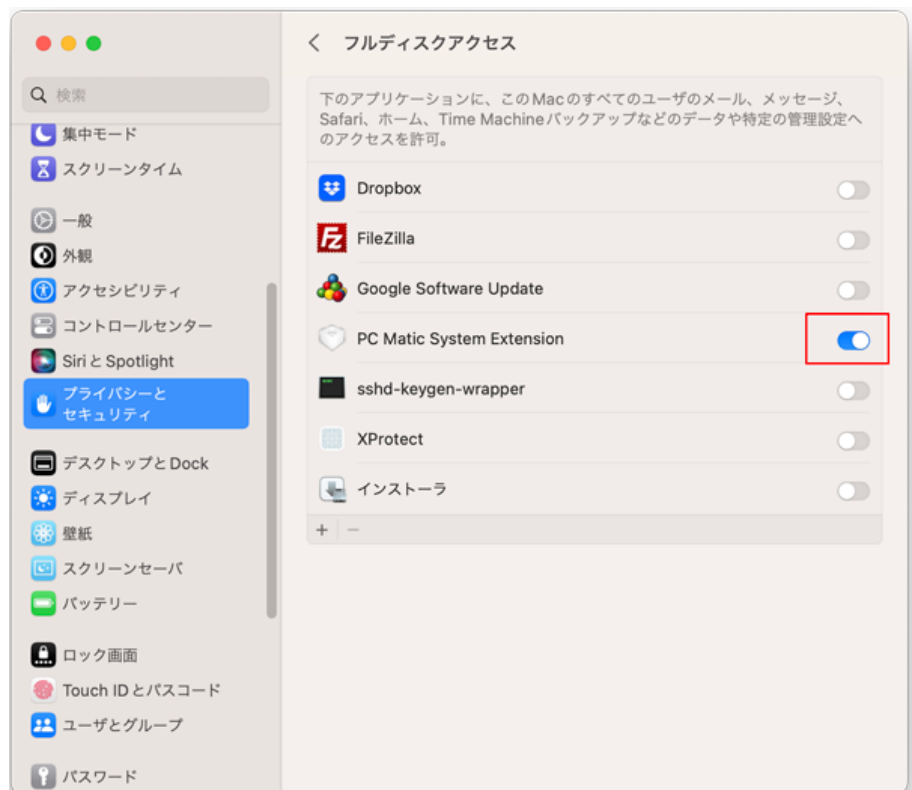 フルディスクアクセス
検索
集中モード
スクリーンタイム
一般
外観
アクセシビリティ
コントロールセンター
Siri と Spotlight
プライバシーと
セキュリティ
デスクトップと Dock
ディスプレイ
壁紙
スクリーンセーバ
バッテリー
ロック画面
Touch ID とパスコード
ユーザとグループ
パスワード
下のアプリケーションに、このMacのすべてのユーザのメール、メッセージ、
Safari、ホーム、Time Machineバックアップなどのデータや特定の管理設定へ
のアクセスを許可。
Dropbox
FileZilla
Google Software Update
PC Matic System Extension
sshd-keygen-wrapper
XProtect
インストーラ